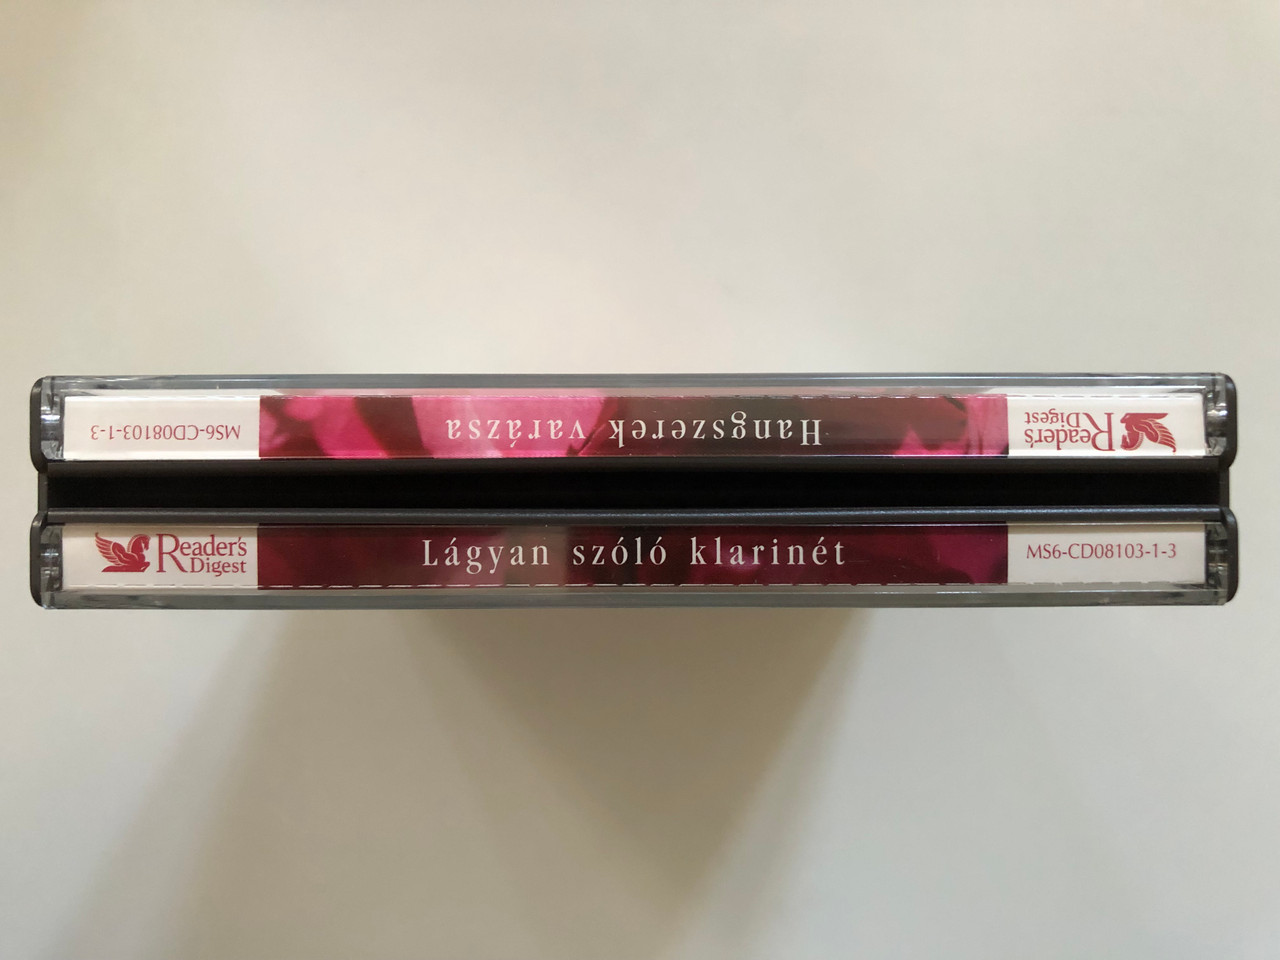 MS6-CD08103-1-3
Hangszerek varázsa
Reader's
Digest
Reader's
Digest
Lágyan szóló klarinét
MS6-CD08103-1-3